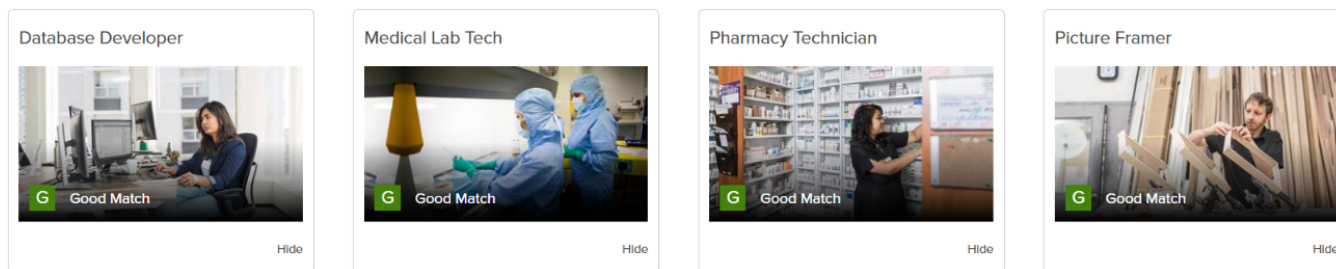 Database Developer
G Good Match
Hide
Medical Lab Tech
G Good Match
Hide
Pharmacy Technician
G Good Match
Hide
Picture Framer
G Good Match
Hide